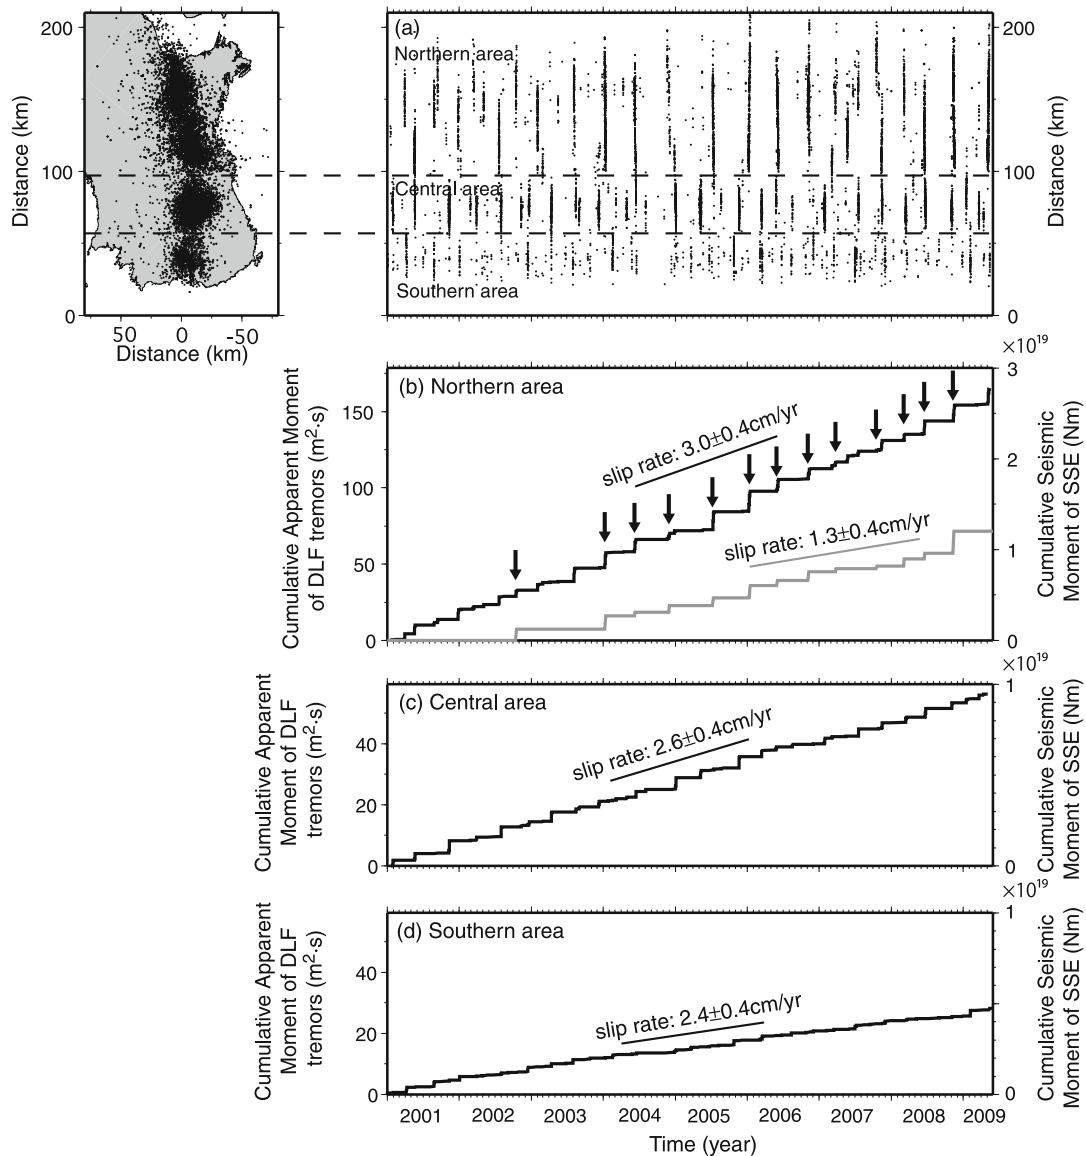 (a)
Northern area
Central area
Southern area
200
100
0
Distance (km)
50 0 -50
Distance (km)
200
100
0
Distance (km)
×10¹⁹
(b) Northern area
slip rate: 3.0±0.4cm/yr
slip rate: 1.3±0.4cm/yr
150
100
50
0
Cumulative Apparent Moment
of DLF tremors (m²·s)
3
2
1
0
Cumulative Seismic
Moment of SSE (Nm)
×10¹⁹
(c) Central area
slip rate: 2.6±0.4cm/yr
40
20
0
Cumulative Apparent
Moment of DLF
tremors (m²·s)
1
0
Cumulative Seismic
Moment of SSE (Nm)
×10¹⁹
(d) Southern area
slip rate: 2.4±0.4cm/yr
40
20
0
Cumulative Apparent
Moment of DLF
tremors (m²·s)
1
0
Cumulative Seismic
Moment of SSE (Nm)
2001 2002 2003 2004 2005 2006 2007 2008 2009
Time (year)